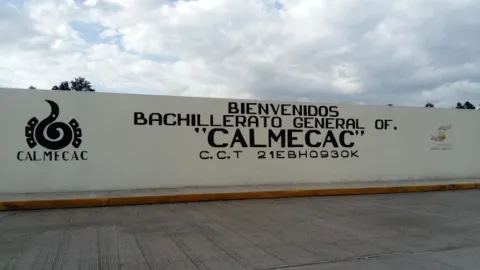 BIENVENIDOS
BACHILLERATO GENERAL OF.
"CALMECAC"
C.C.T 21EBH0930K
CALMECAC